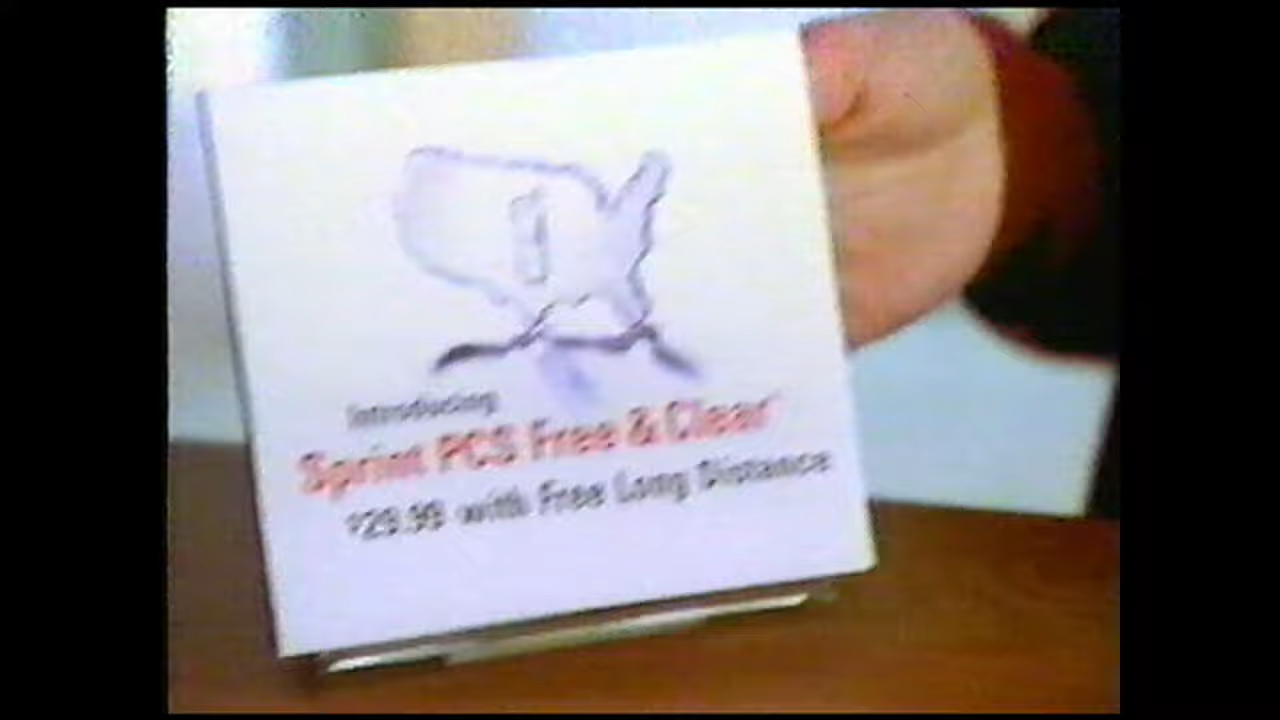 Introducing
Sprint PCS Free & Clear
$29.99 with Free Long Distance